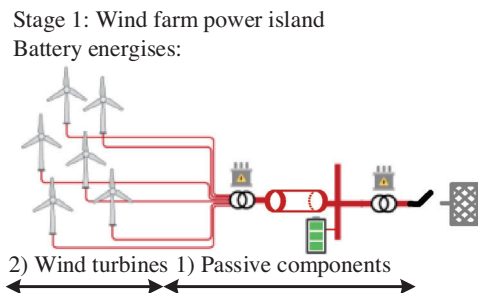 Stage 1: Wind farm power island
Battery energises:
2) Wind turbines 1) Passive components